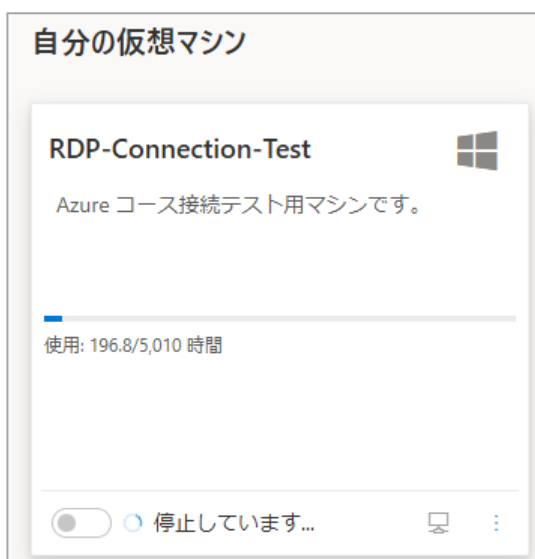 自分の仮想マシン
RDP-Connection-Test
Azure コース接続テスト用マシンです。
使用: 196.8/5,010 時間
停止しています...